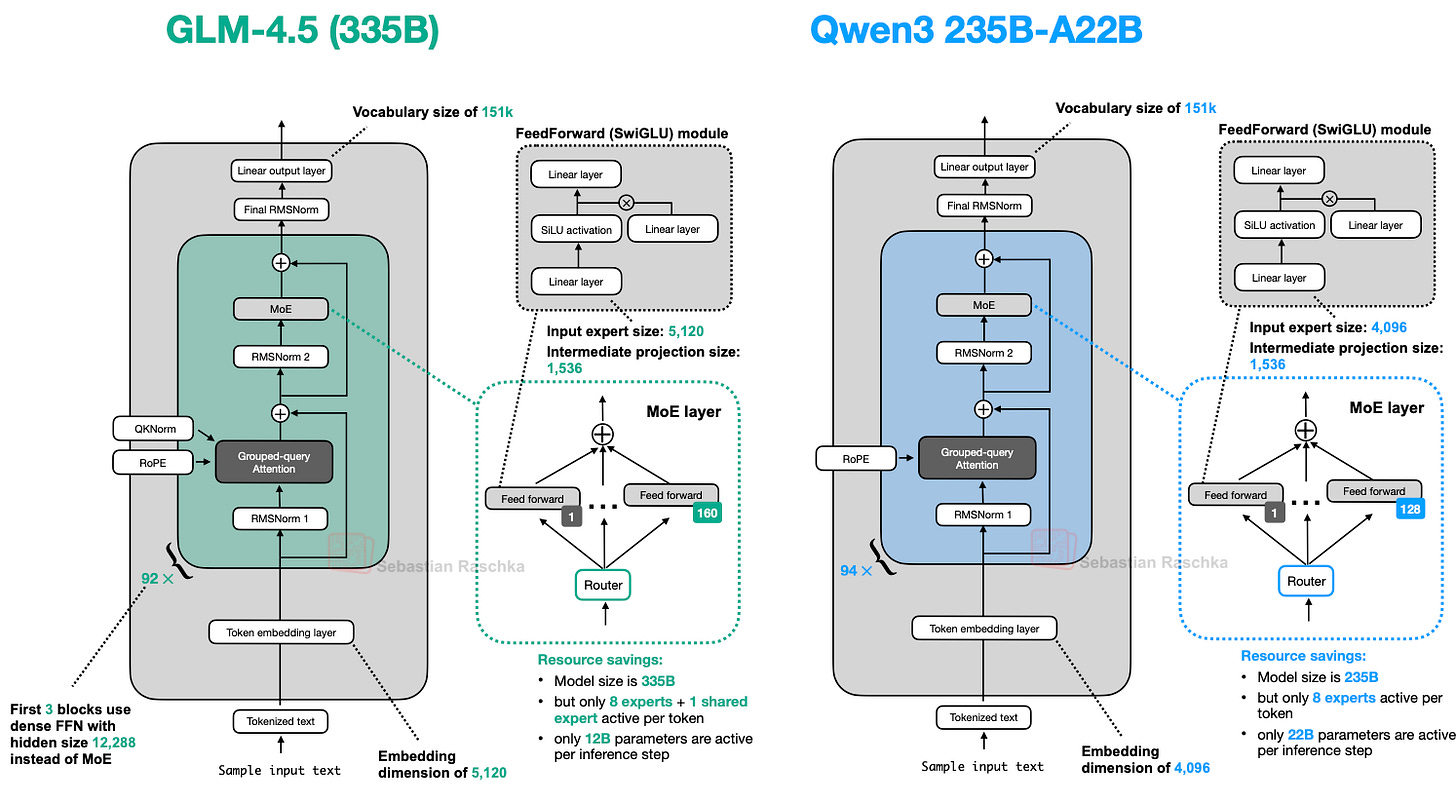 GLM-4.5 (335B)
Vocabulary size of 151k
FeedForward (SwiGLU) module
Linear output layer
Linear layer
Final RMSNorm
SiLU activation
Linear layer
Linear layer
MoE
Input expert size: 5,120
Intermediate projection size:
1,536
RMSNorm 2
MoE layer
QKNorm
RoPE
Grouped-query
Attention
Feed forward
1
Feed forward
160
RMSNorm 1
Sebastian Raschka
92 ×
Router
Token embedding layer
Resource savings:
• Model size is 335B
• but only 8 experts + 1 shared
expert active per token
• only 12B parameters are active
per inference step
First 3 blocks use
dense FFN with
hidden size 12,288
instead of MoE
Tokenized text
Embedding
dimension of 5,120
Sample input text
Qwen3 235B-A22B
Vocabulary size of 151k
FeedForward (SwiGLU) module
Linear output layer
Linear layer
Final RMSNorm
SiLU activation
Linear layer
Linear layer
MoE
Input expert size: 4,096
Intermediate projection size:
1,536
RMSNorm 2
MoE layer
RoPE
Grouped-query
Attention
Feed forward
1
Feed forward
128
RMSNorm 1
Sebastian Raschka
94 ×
Router
Token embedding layer
Resource savings:
• Model size is 235B
• but only 8 experts active per
token
• only 22B parameters are active
per inference step
Tokenized text
Embedding
dimension of 4,096
Sample input text